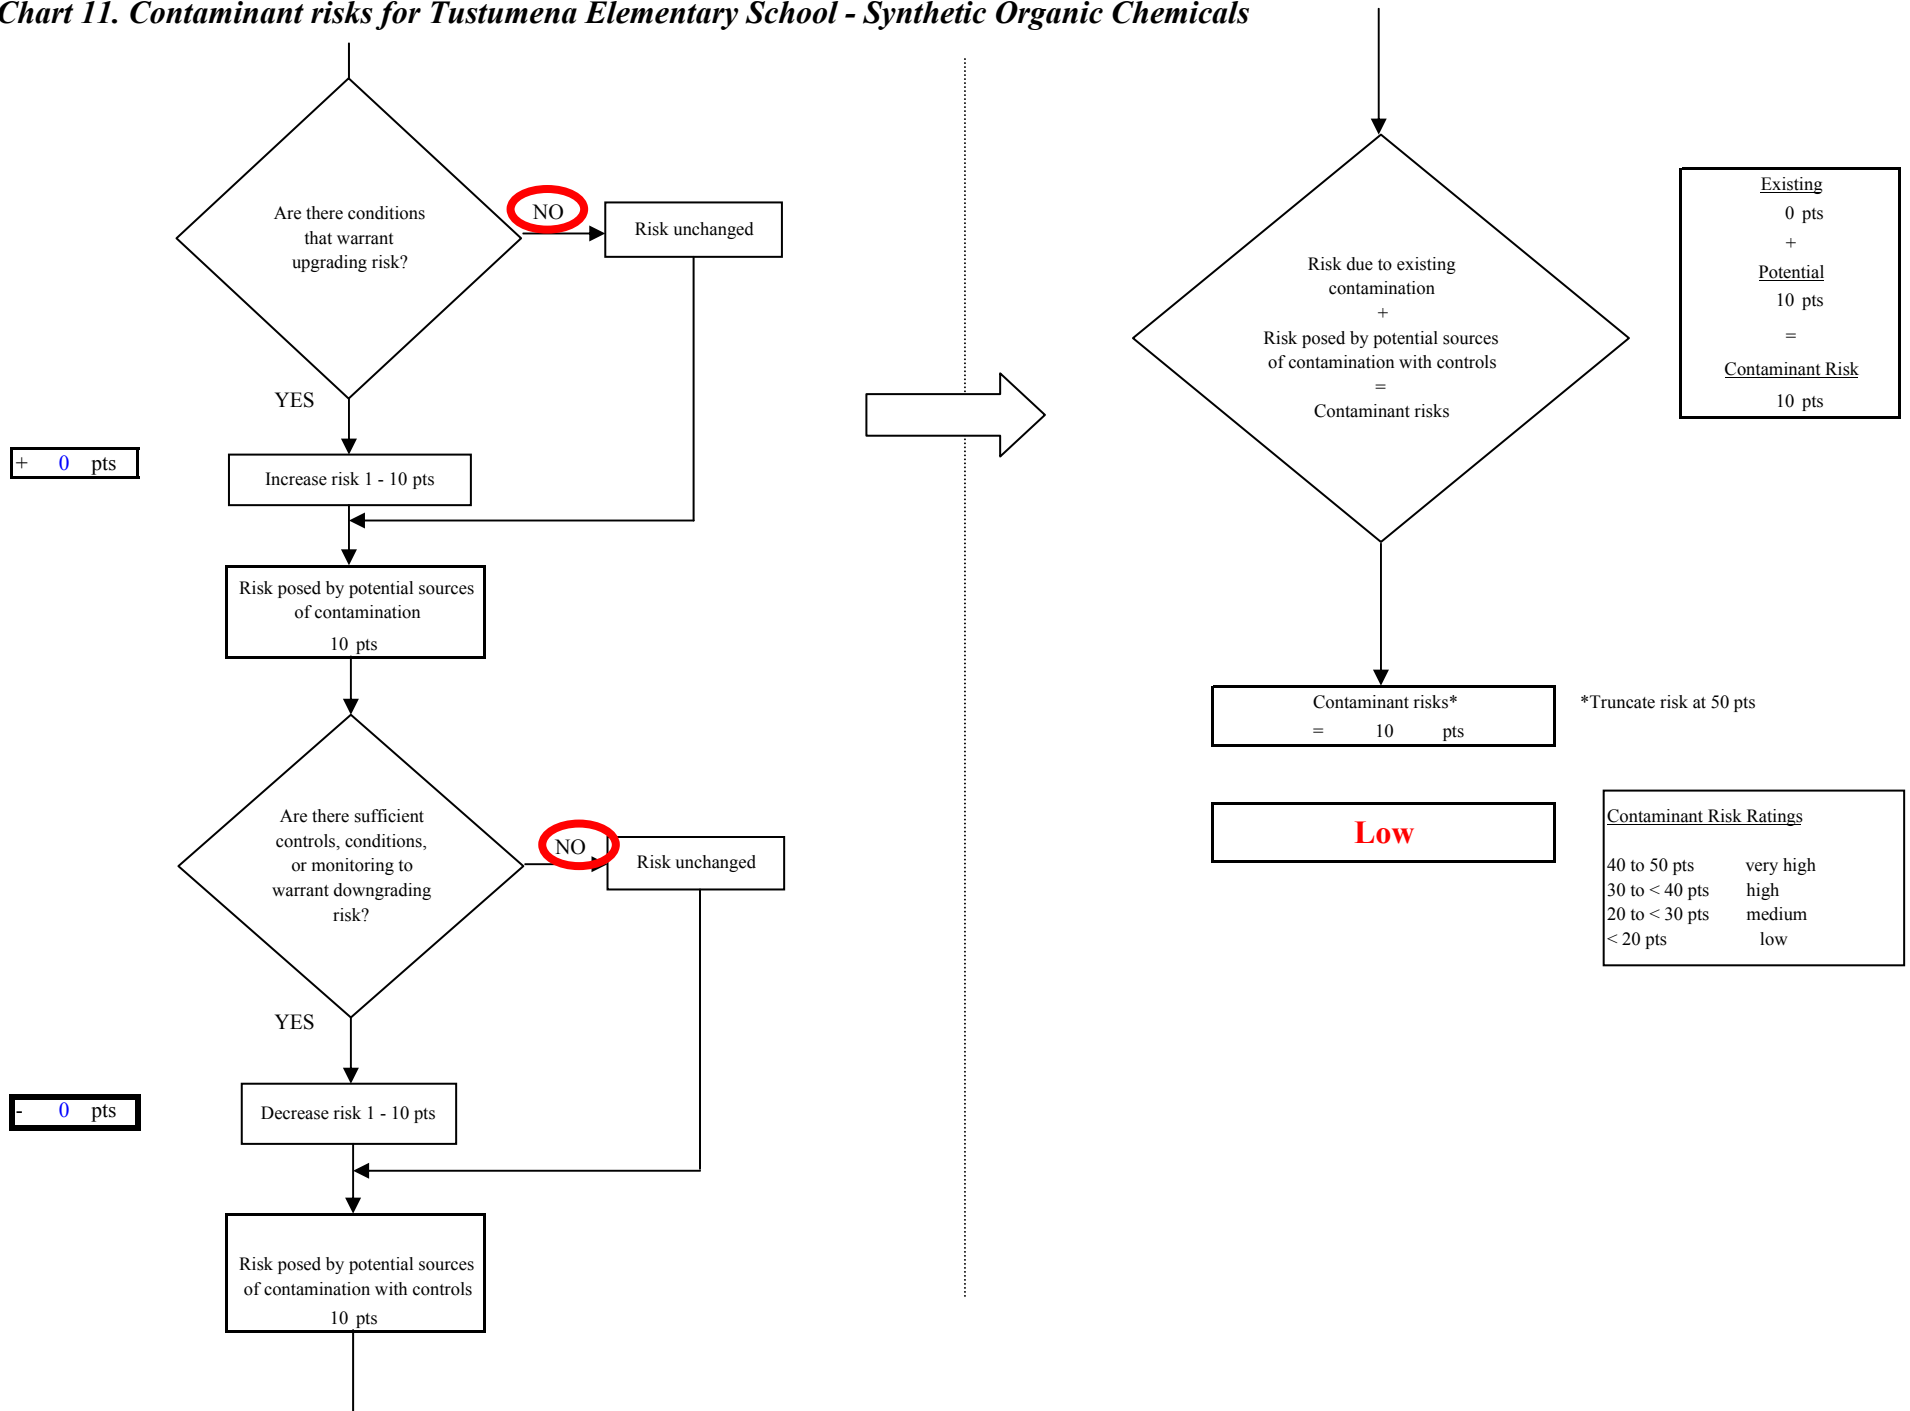 Chart 11. Contaminant risks for Tustumena Elementary School - Synthetic Organic Chemicals
Are there conditions
that warrant
upgrading risk?
NO
Risk unchanged
YES
+ 0 pts
Increase risk 1 - 10 pts
Risk posed by potential sources
of contamination
10 pts
Are there sufficient
controls, conditions,
or monitoring to
warrant downgrading
risk?
NO
Risk unchanged
YES
- 0 pts
Decrease risk 1 - 10 pts
Risk posed by potential sources
of contamination with controls
10 pts
Risk due to existing
contamination
+
Risk posed by potential sources
of contamination with controls
=
Contaminant risks
Existing
0 pts
+
Potential
10 pts
=
Contaminant Risk
10 pts
Contaminant risks*
= 10 pts
*Truncate risk at 50 pts
Low
Contaminant Risk Ratings
40 to 50 pts very high
30 to < 40 pts high
20 to < 30 pts medium
< 20 pts low